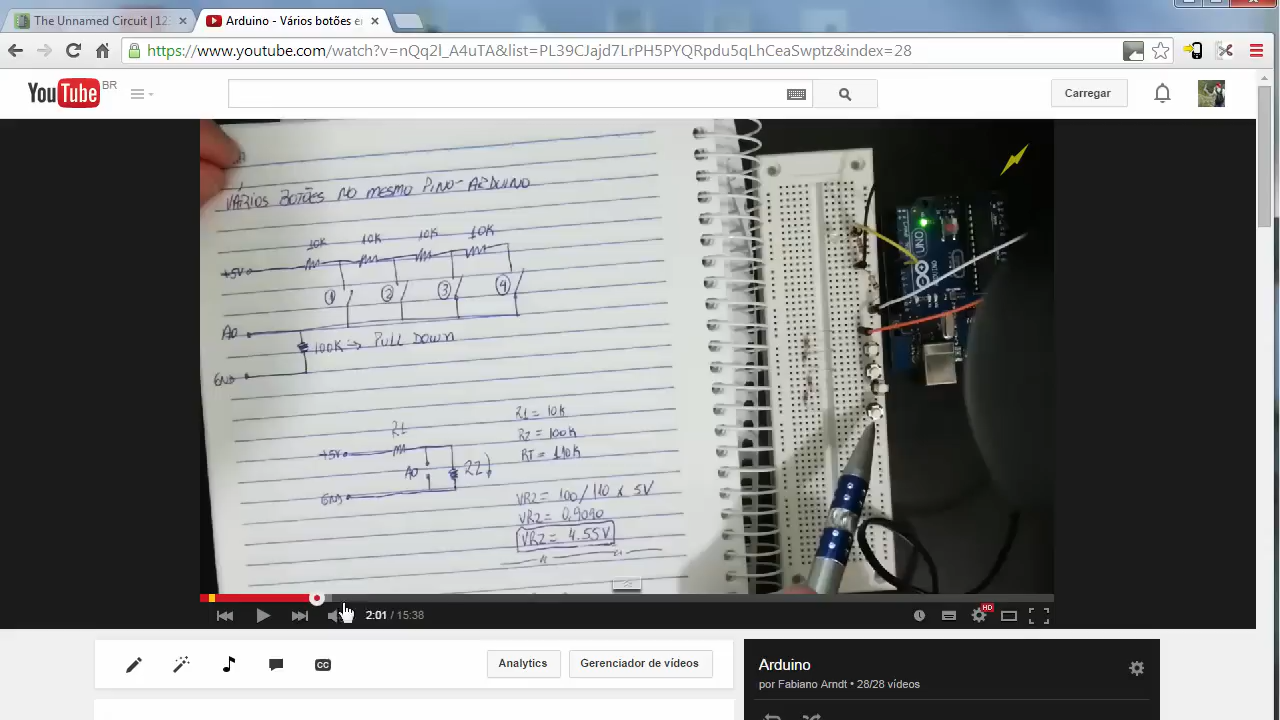 The Unnamed Circuit | 12
Arduino - Vários botões e
https://www.youtube.com/watch?v=nQq2l_A4uTA&list=PL39CJajd7LrPH5PYQRpdu5qLhCeaSwptz&index=28
YouTube BR
Carregar
VÁRIOS BOTÕES NO MESMO PINO - ARDUINO
10K 10K 10K 10K
+5V
1 2 3 4
A0
100K → PULL DOWN
GND
R1
+5V
A0 R2
GND
R1 = 10K
R2 = 100K
RT = 110K
VR2 = 100/110 x 5V
VR2 = 0,9090
VR2 = 4.55V
UNO
HD
2:01 / 15:38
CC
Analytics
Gerenciador de vídeos
Arduino
por Fabiano Arndt • 28/28 vídeos